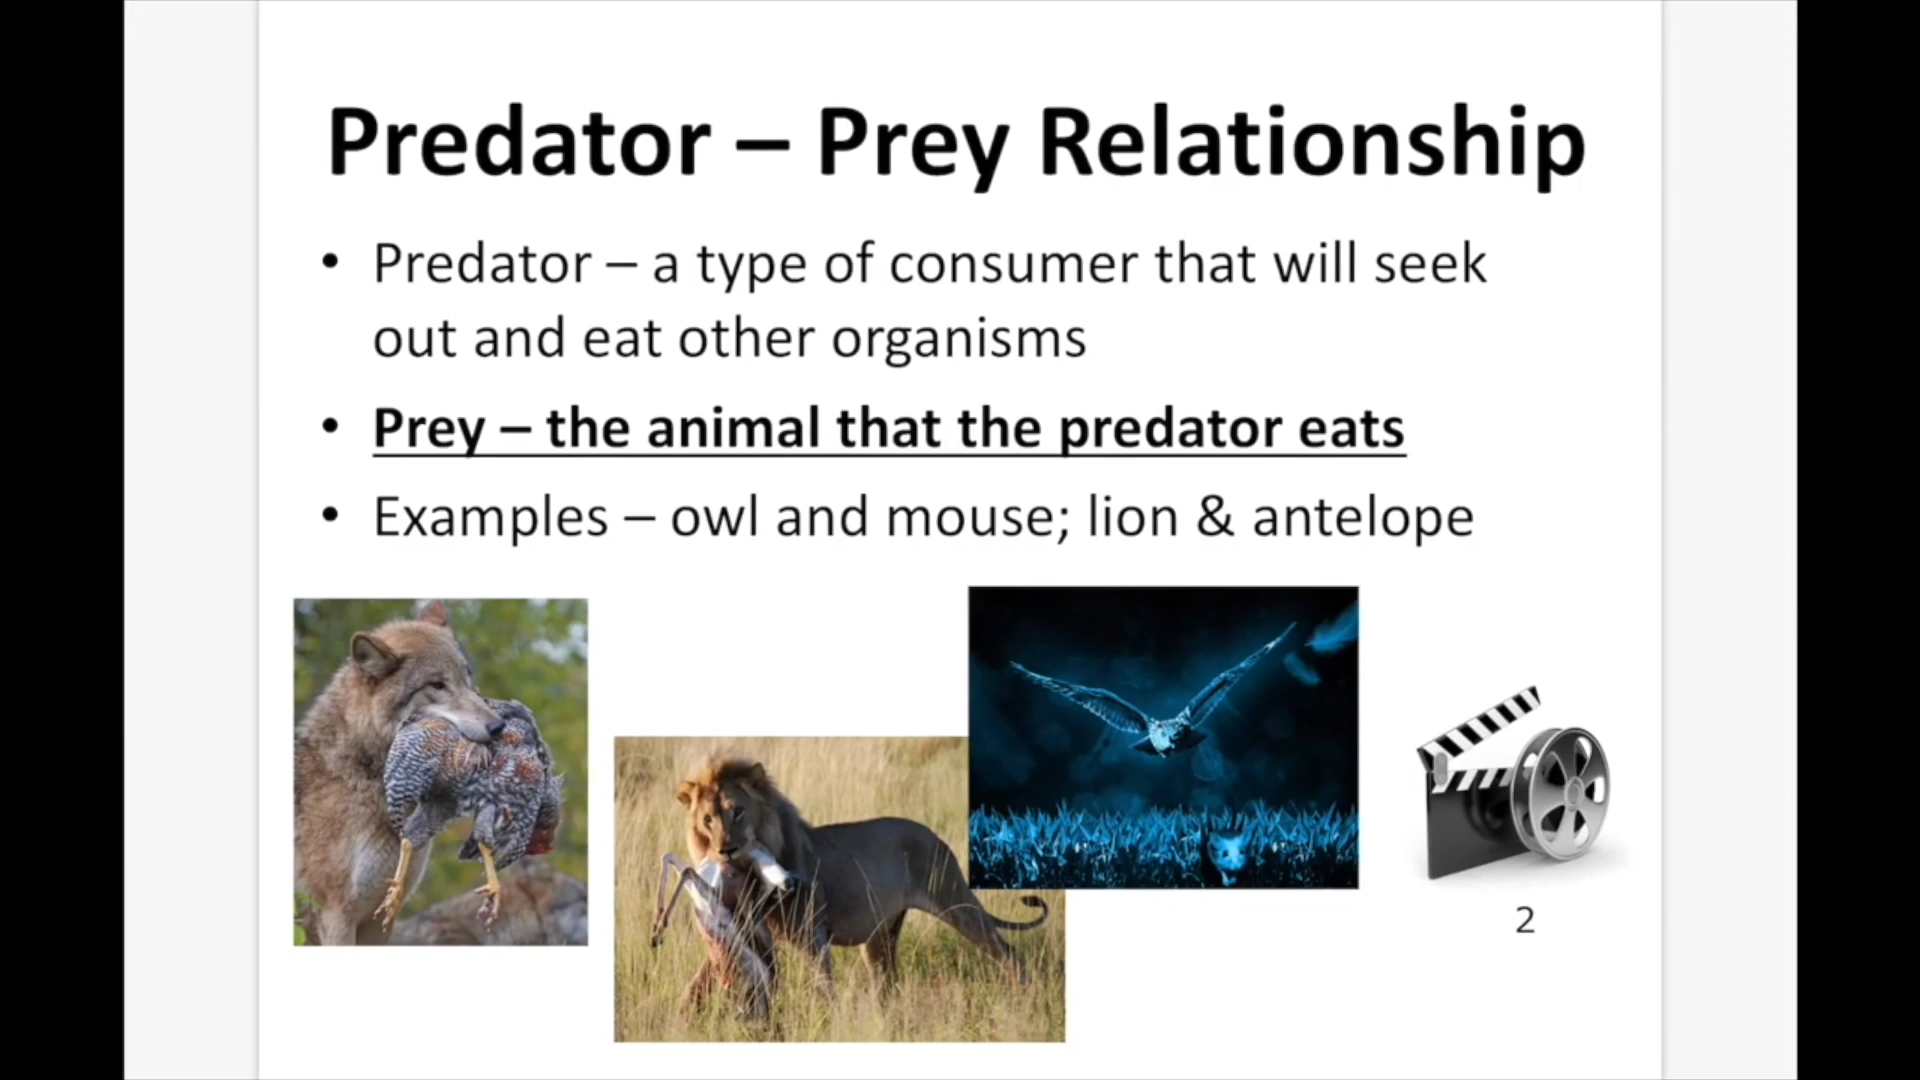 Predator – Prey Relationship
• Predator – a type of consumer that will seek
out and eat other organisms
• Prey – the animal that the predator eats
• Examples – owl and mouse; lion & antelope
2